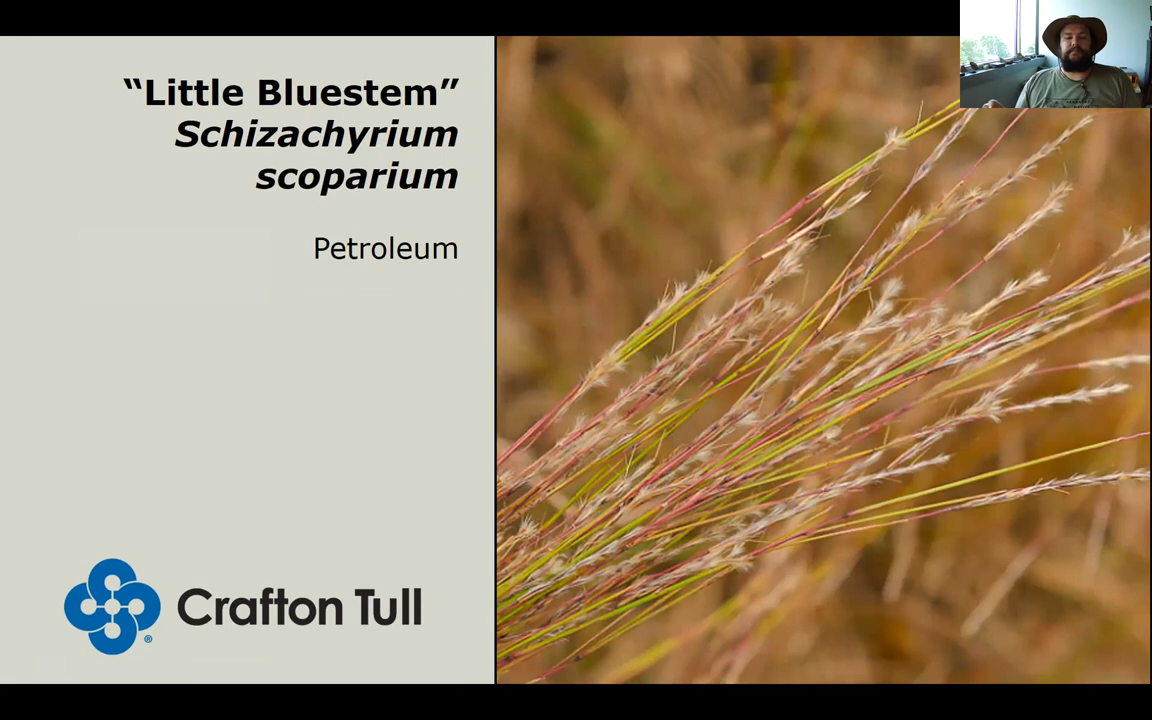 “Little Bluestem”
Schizachyrium
scoparium
Petroleum
Crafton Tull
®